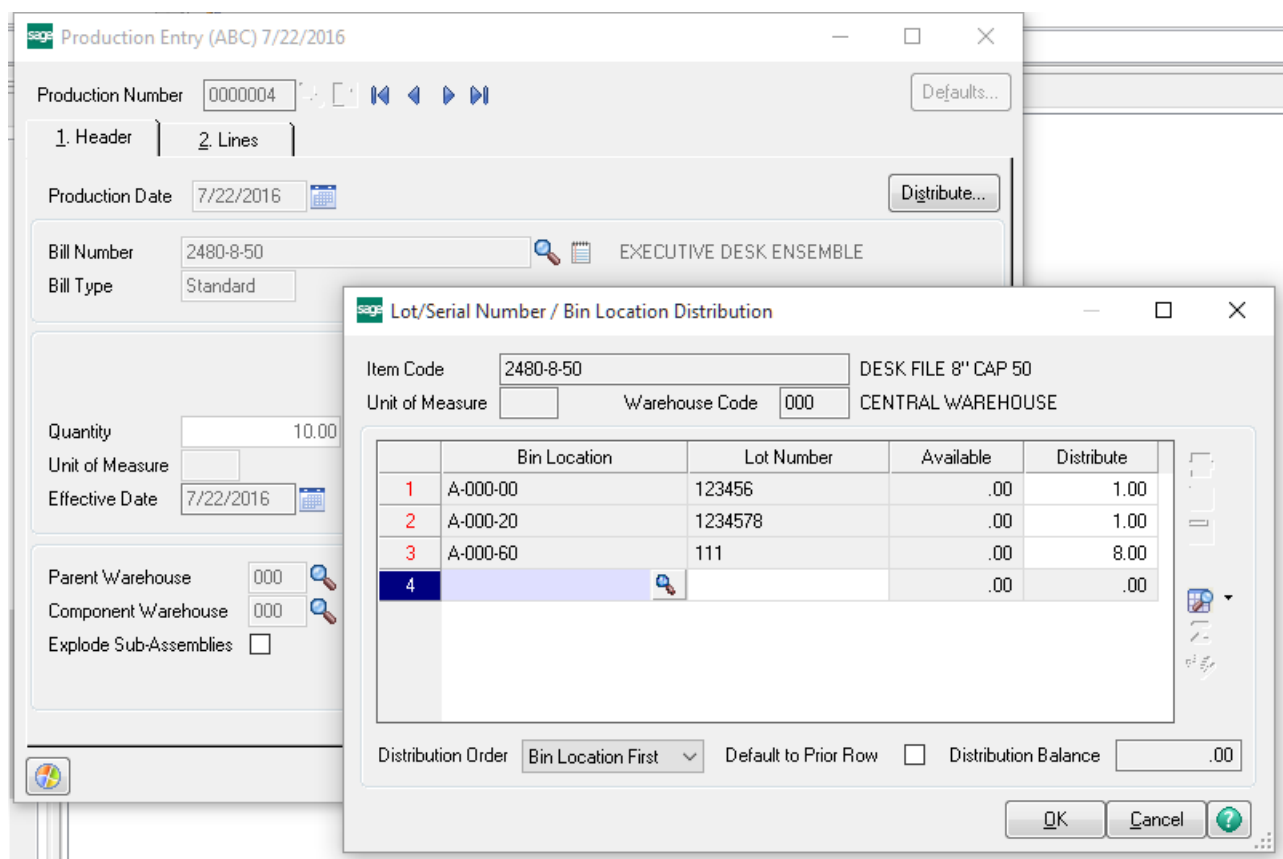 sage Production Entry (ABC) 7/22/2016
Production Number 0000004 Defaults...
1. Header 2. Lines
Production Date 7/22/2016 Distribute...
Bill Number 2480-8-50 EXECUTIVE DESK ENSEMBLE
Bill Type Standard
Quantity 10.00
Unit of Measure
Effective Date 7/22/2016
Parent Warehouse 000
Component Warehouse 000
Explode Sub-Assemblies
sage Lot/Serial Number / Bin Location Distribution
Item Code 2480-8-50 DESK FILE 8" CAP 50
Unit of Measure Warehouse Code 000 CENTRAL WAREHOUSE
Bin Location Lot Number Available Distribute
1 A-000-00 123456 .00 1.00
2 A-000-20 1234578 .00 1.00
3 A-000-60 111 .00 8.00
4 .00 .00
Distribution Order Bin Location First Default to Prior Row Distribution Balance .00
OK Cancel ?